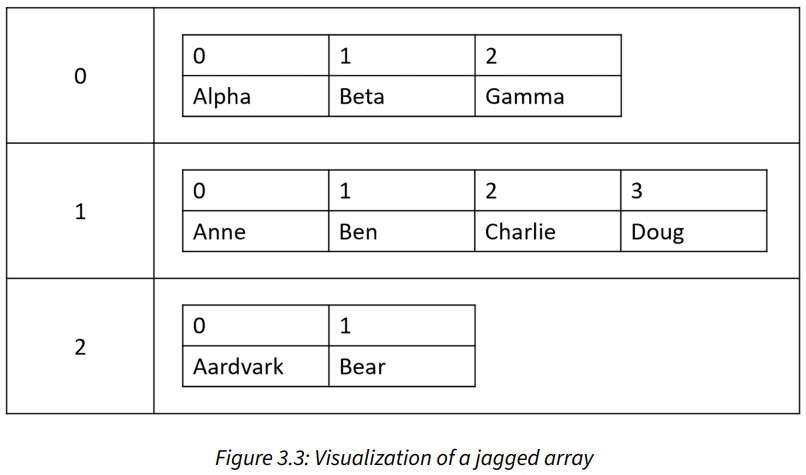 0
0 1 2
Alpha Beta Gamma
1
0 1 2 3
Anne Ben Charlie Doug
2
0 1
Aardvark Bear
Figure 3.3: Visualization of a jagged array